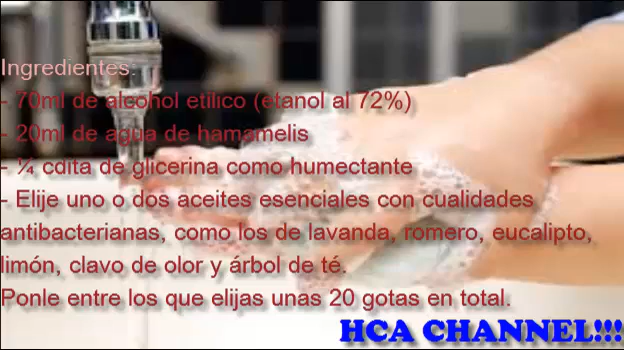 Ingredientes:
- 70ml de alcohol etílico (etanol al 72%)
- 20ml de agua de hamamelis
- ¼ cdita de glicerina como humectante
- Elije uno o dos aceites esenciales con cualidades
antibacterianas, como los de lavanda, romero, eucalipto,
limón, clavo de olor y árbol de té.
Ponle entre los que elijas unas 20 gotas en total.
HCA CHANNEL!!!